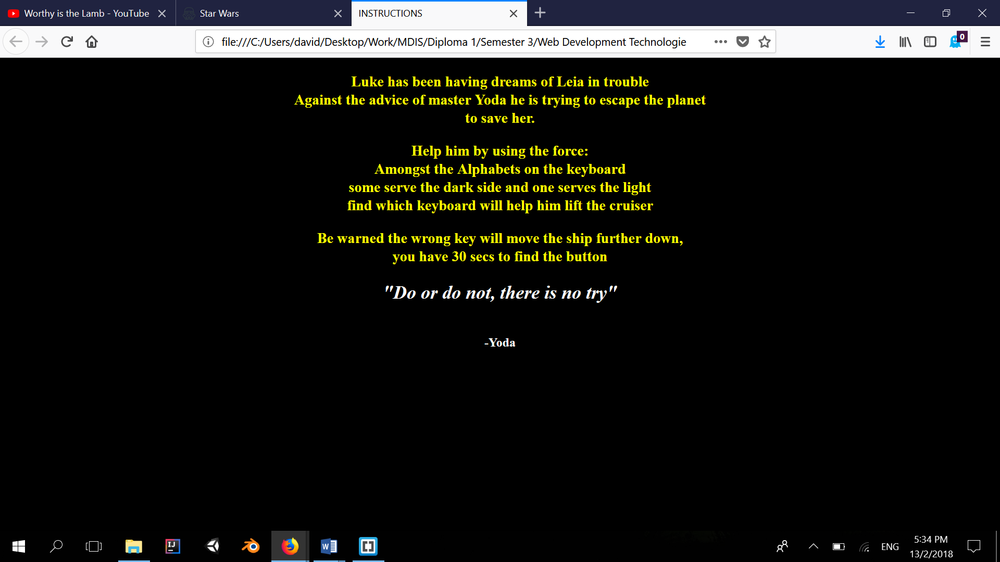 Worthy is the Lamb - YouTube
Star Wars
INSTRUCTIONS
file:///C:/Users/david/Desktop/Work/MDIS/Diploma 1/Semester 3/Web Development Technologie
0
Luke has been having dreams of Leia in trouble
Against the advice of master Yoda he is trying to escape the planet
to save her.
Help him by using the force:
Amongst the Alphabets on the keyboard
some serve the dark side and one serves the light
find which keyboard will help him lift the cruiser
Be warned the wrong key will move the ship further down,
you have 30 secs to find the button
"Do or do not, there is no try"
-Yoda
IJ
W
ENG
5:34 PM
13/2/2018